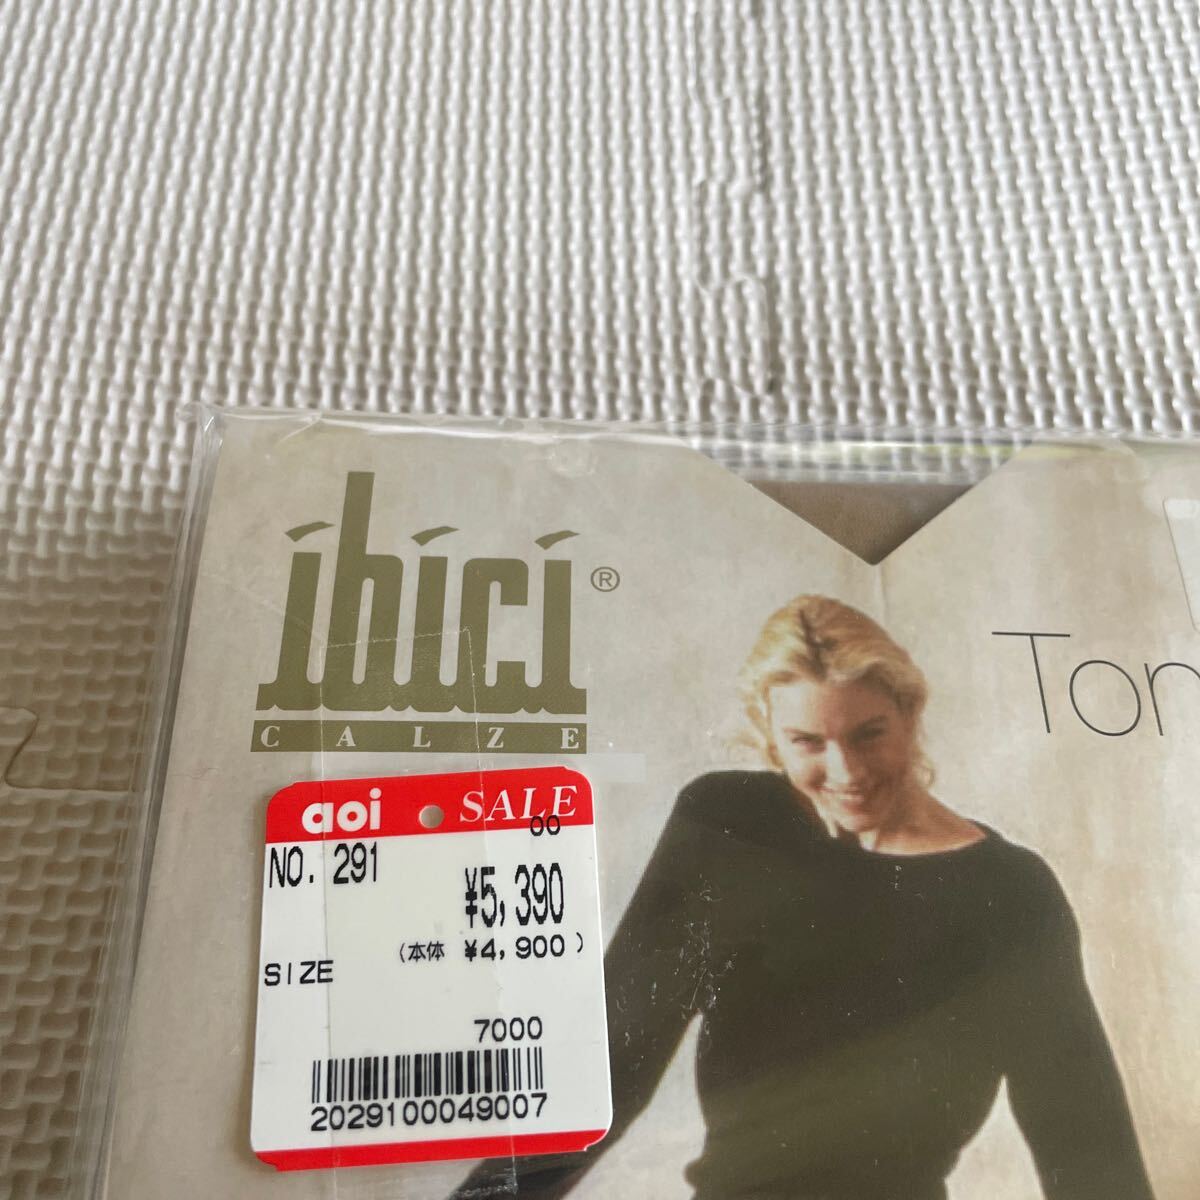 ibici®
CALZE
Ton
aoi SALE
00
NO. 291
¥5,390
(本体 ¥4,900)
SIZE
7000
2029100049007